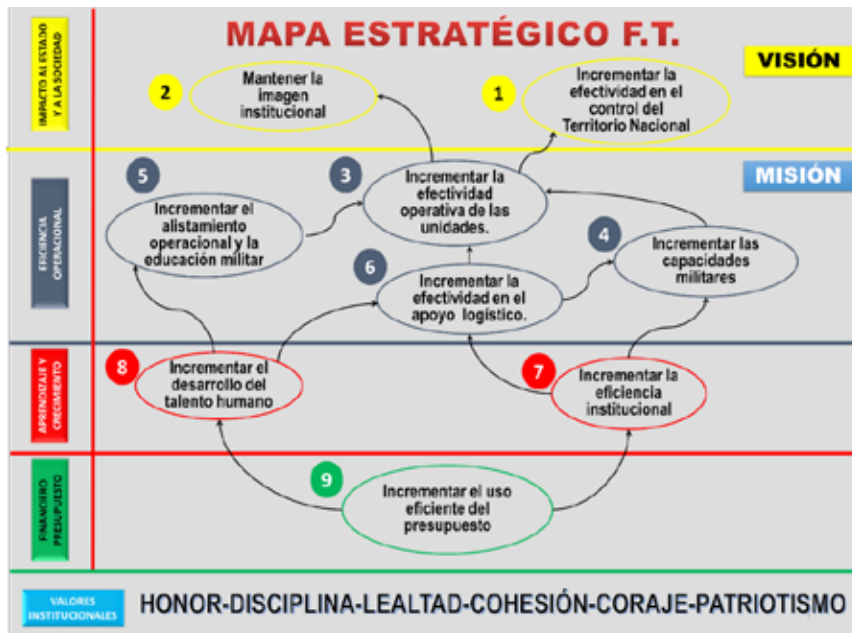 MAPA ESTRATÉGICO F.T.
VISIÓN
IMPACTO AL ESTADO
Y A LA SOCIEDAD
2
Mantener la
imagen
institucional
1
Incrementar la
efectividad en el
control del
Territorio Nacional
MISIÓN
EFICIENCIA
OPERACIONAL
5
Incrementar el
alistamiento
operacional y la
educación militar
3
Incrementar la
efectividad
operativa de las
unidades.
4
Incrementar las
capacidades
militares
6
Incrementar la
efectividad en el
apoyo logístico.
APRENDIZAJE Y
CRECIMIENTO
8
Incrementar el
desarrollo del
talento humano
7
Incrementar la
eficiencia
institucional
FINANCIERO
PRESUPUESTO
9
Incrementar el uso
eficiente del
presupuesto
VALORES
INSTITUCIONALES
HONOR-DISCIPLINA-LEALTAD-COHESIÓN-CORAJE-PATRIOTISMO